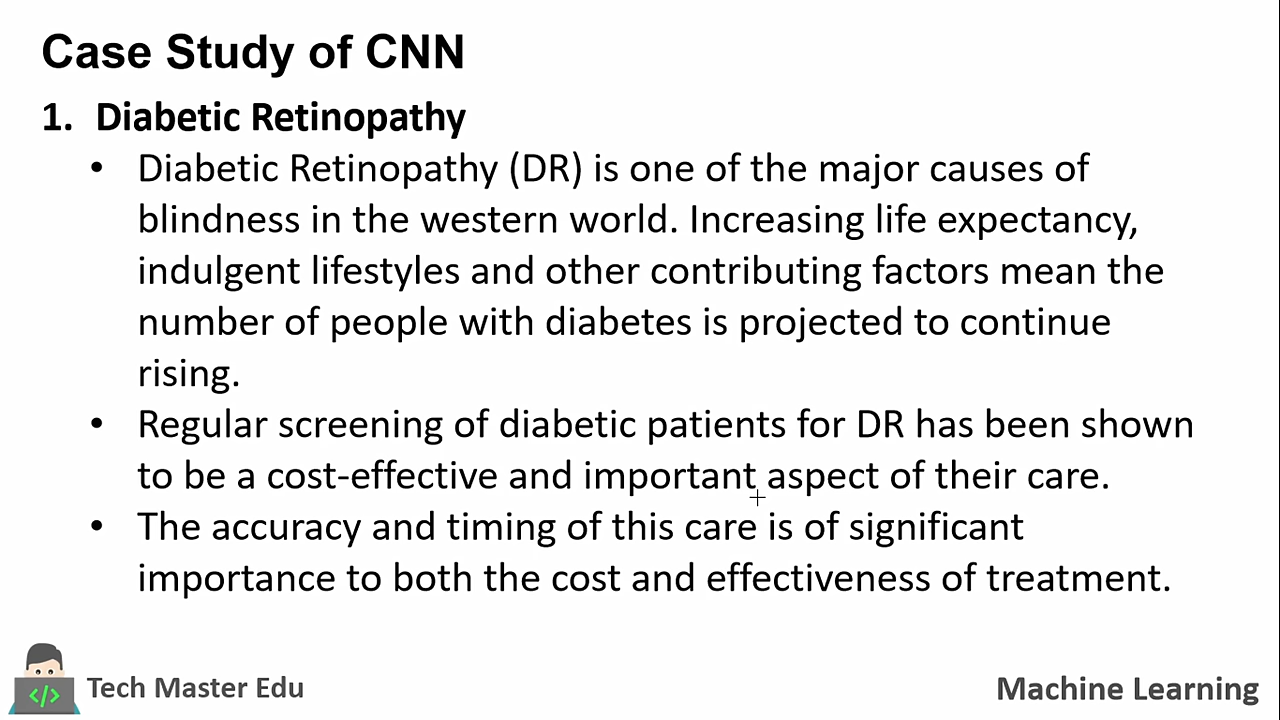 Case Study of CNN
1. Diabetic Retinopathy
• Diabetic Retinopathy (DR) is one of the major causes of
blindness in the western world. Increasing life expectancy,
indulgent lifestyles and other contributing factors mean the
number of people with diabetes is projected to continue
rising.
• Regular screening of diabetic patients for DR has been shown
to be a cost-effective and important aspect of their care.
• The accuracy and timing of this care is of significant
importance to both the cost and effectiveness of treatment.
</> Tech Master Edu
Machine Learning